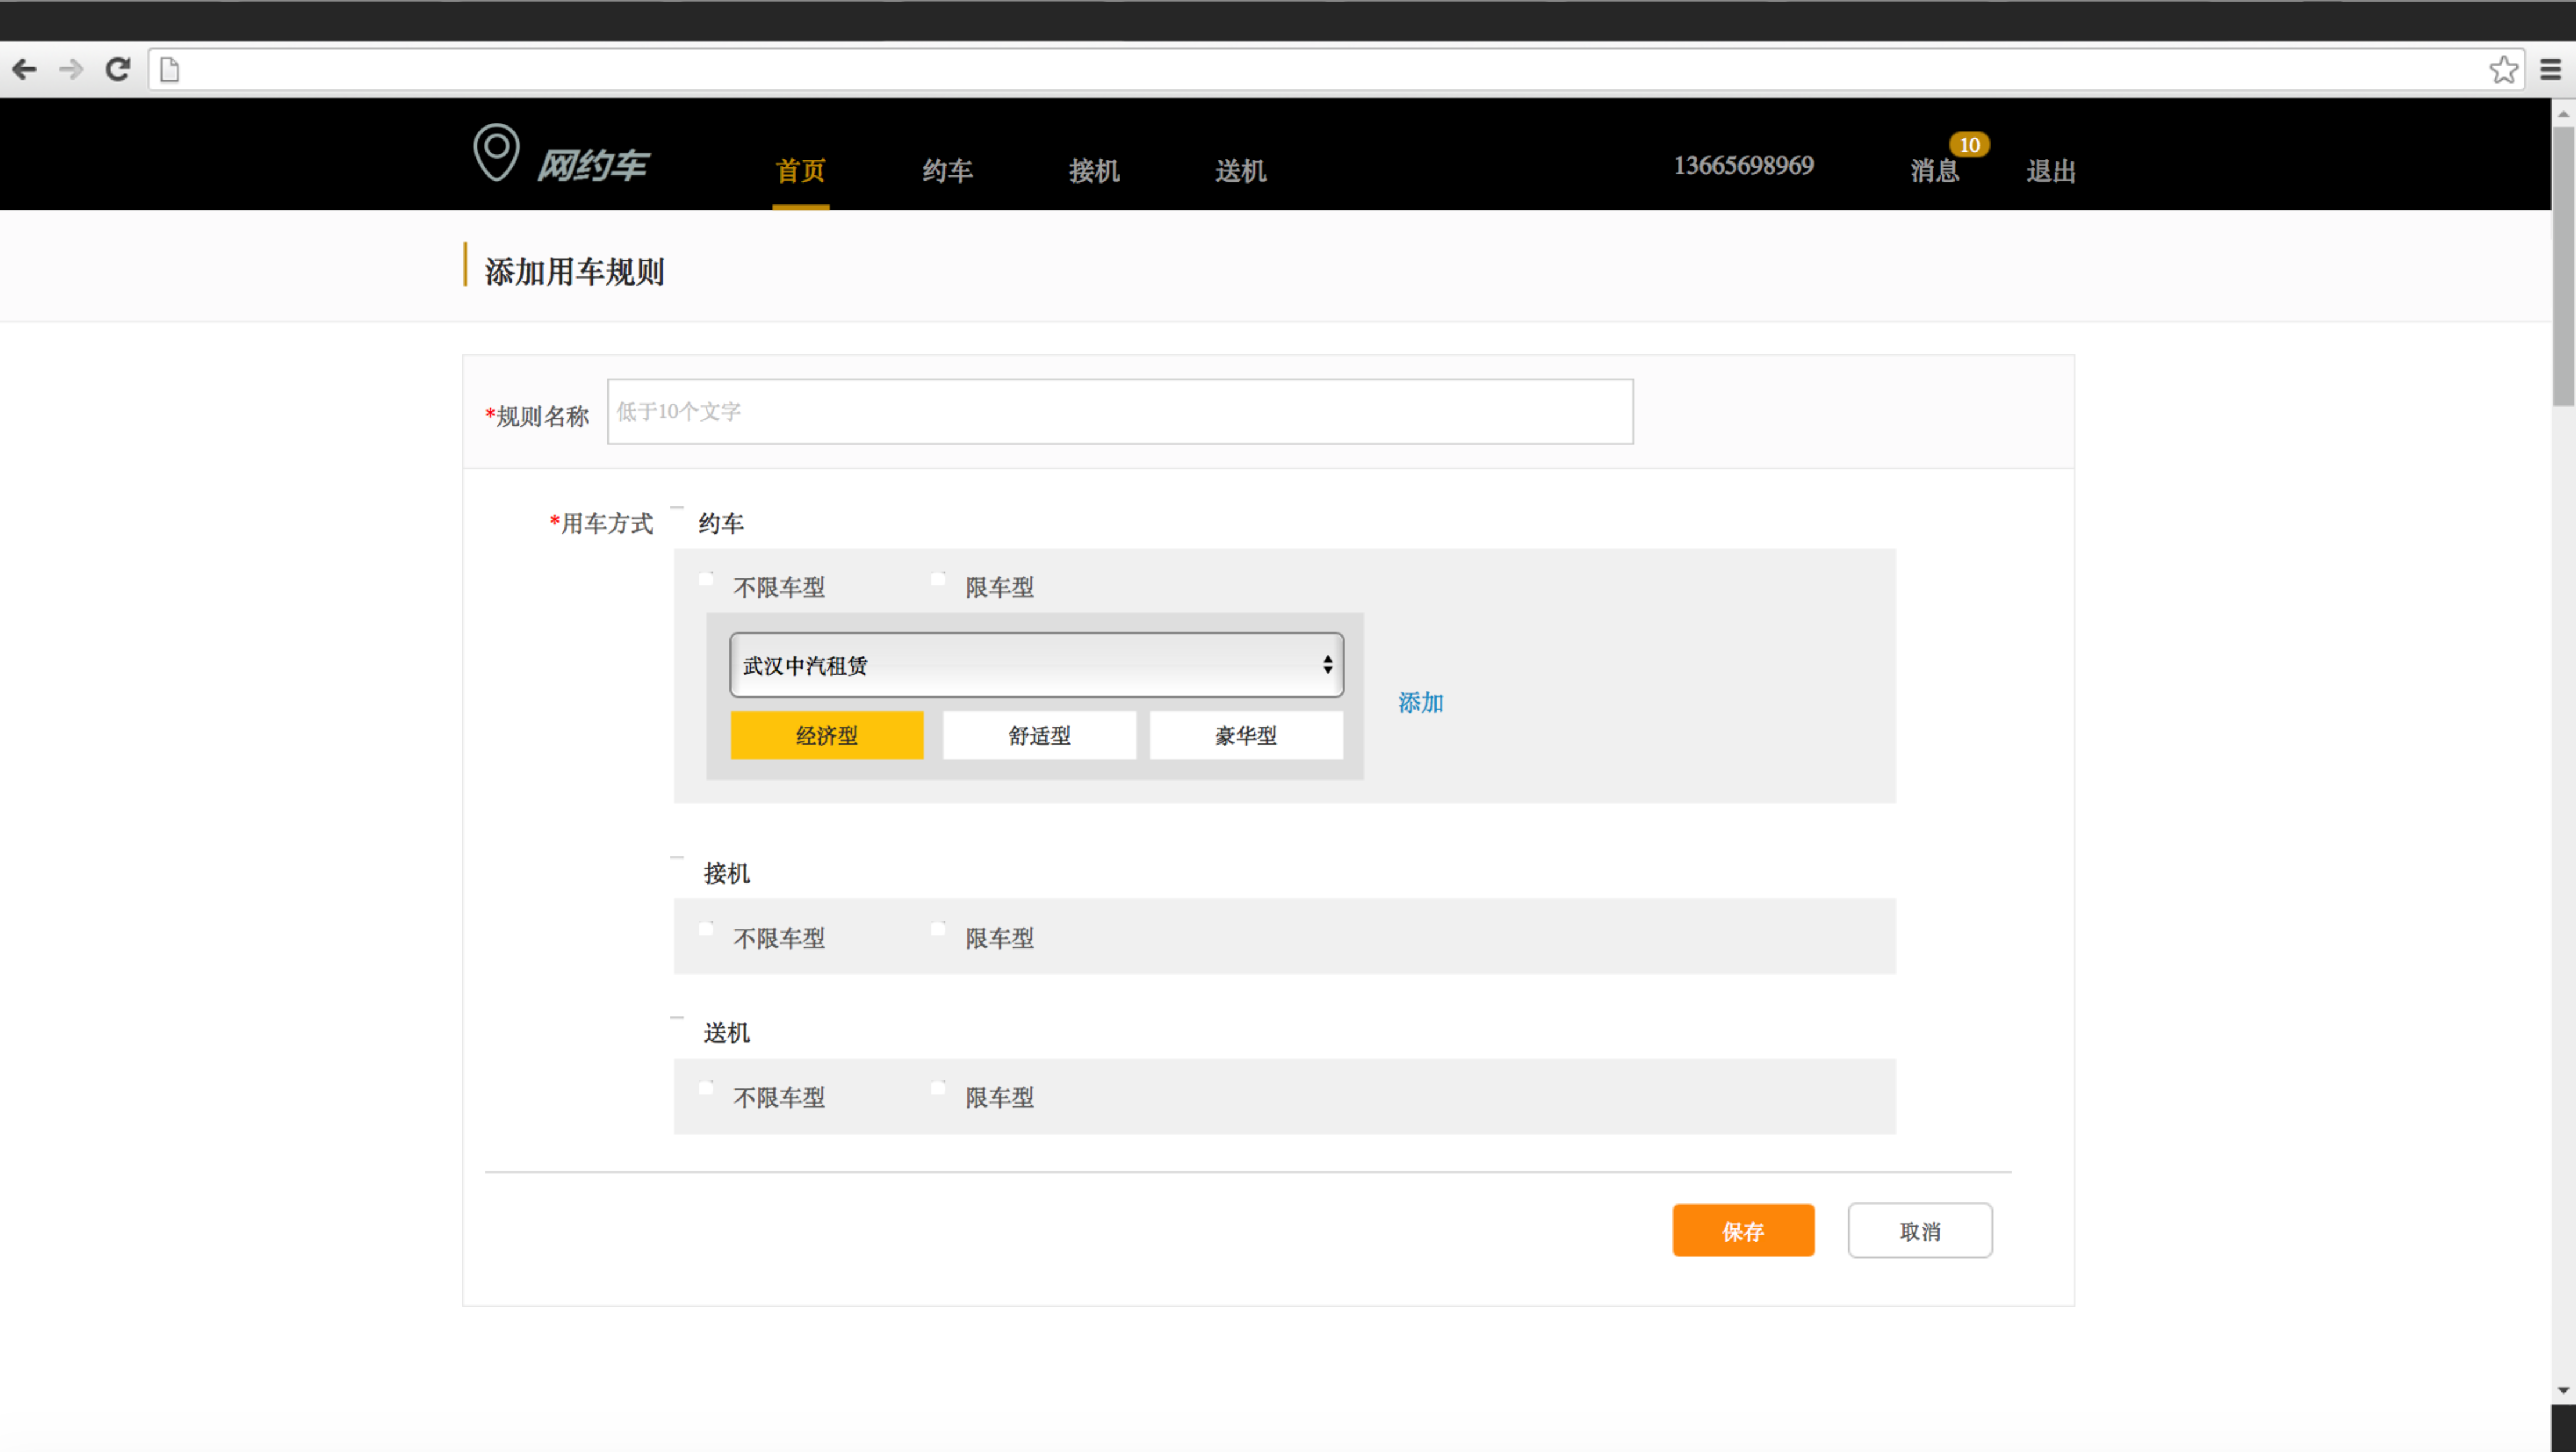 网约车 首页 约车 接机 送机 13665698969 消息 10 退出
添加用车规则
*规则名称 低于10个文字
*用车方式 约车
不限车型 限车型
武汉中汽租赁
添加
经济型 舒适型 豪华型
接机
不限车型 限车型
送机
不限车型 限车型
保存 取消